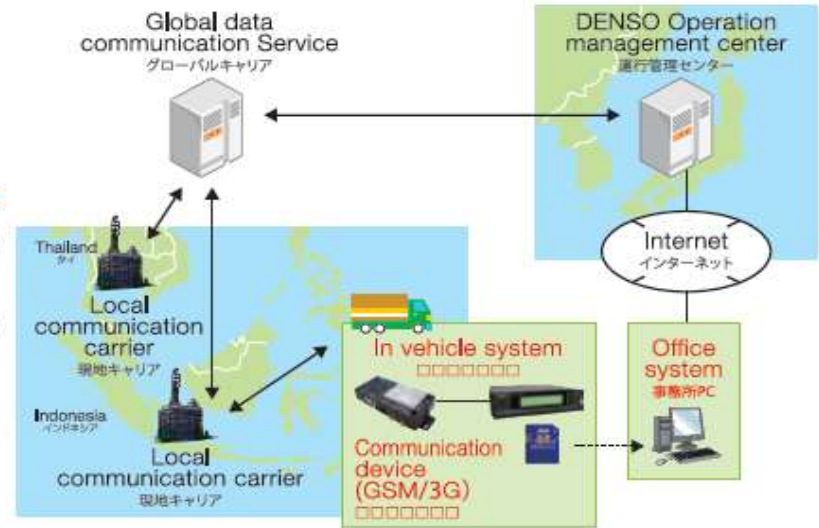 Global data
communication Service
グローバルキャリア
DENSO Operation
management center
運行管理センター
Thailand
タイ
Local
communication
carrier
現地キャリア
Indonesia
インドネシア
Local
communication carrier
現地キャリア
In vehicle system
□□□□□□□
Communication
device
(GSM/3G)
□□□□□□□
Internet
インターネット
Office
system
事務所PC